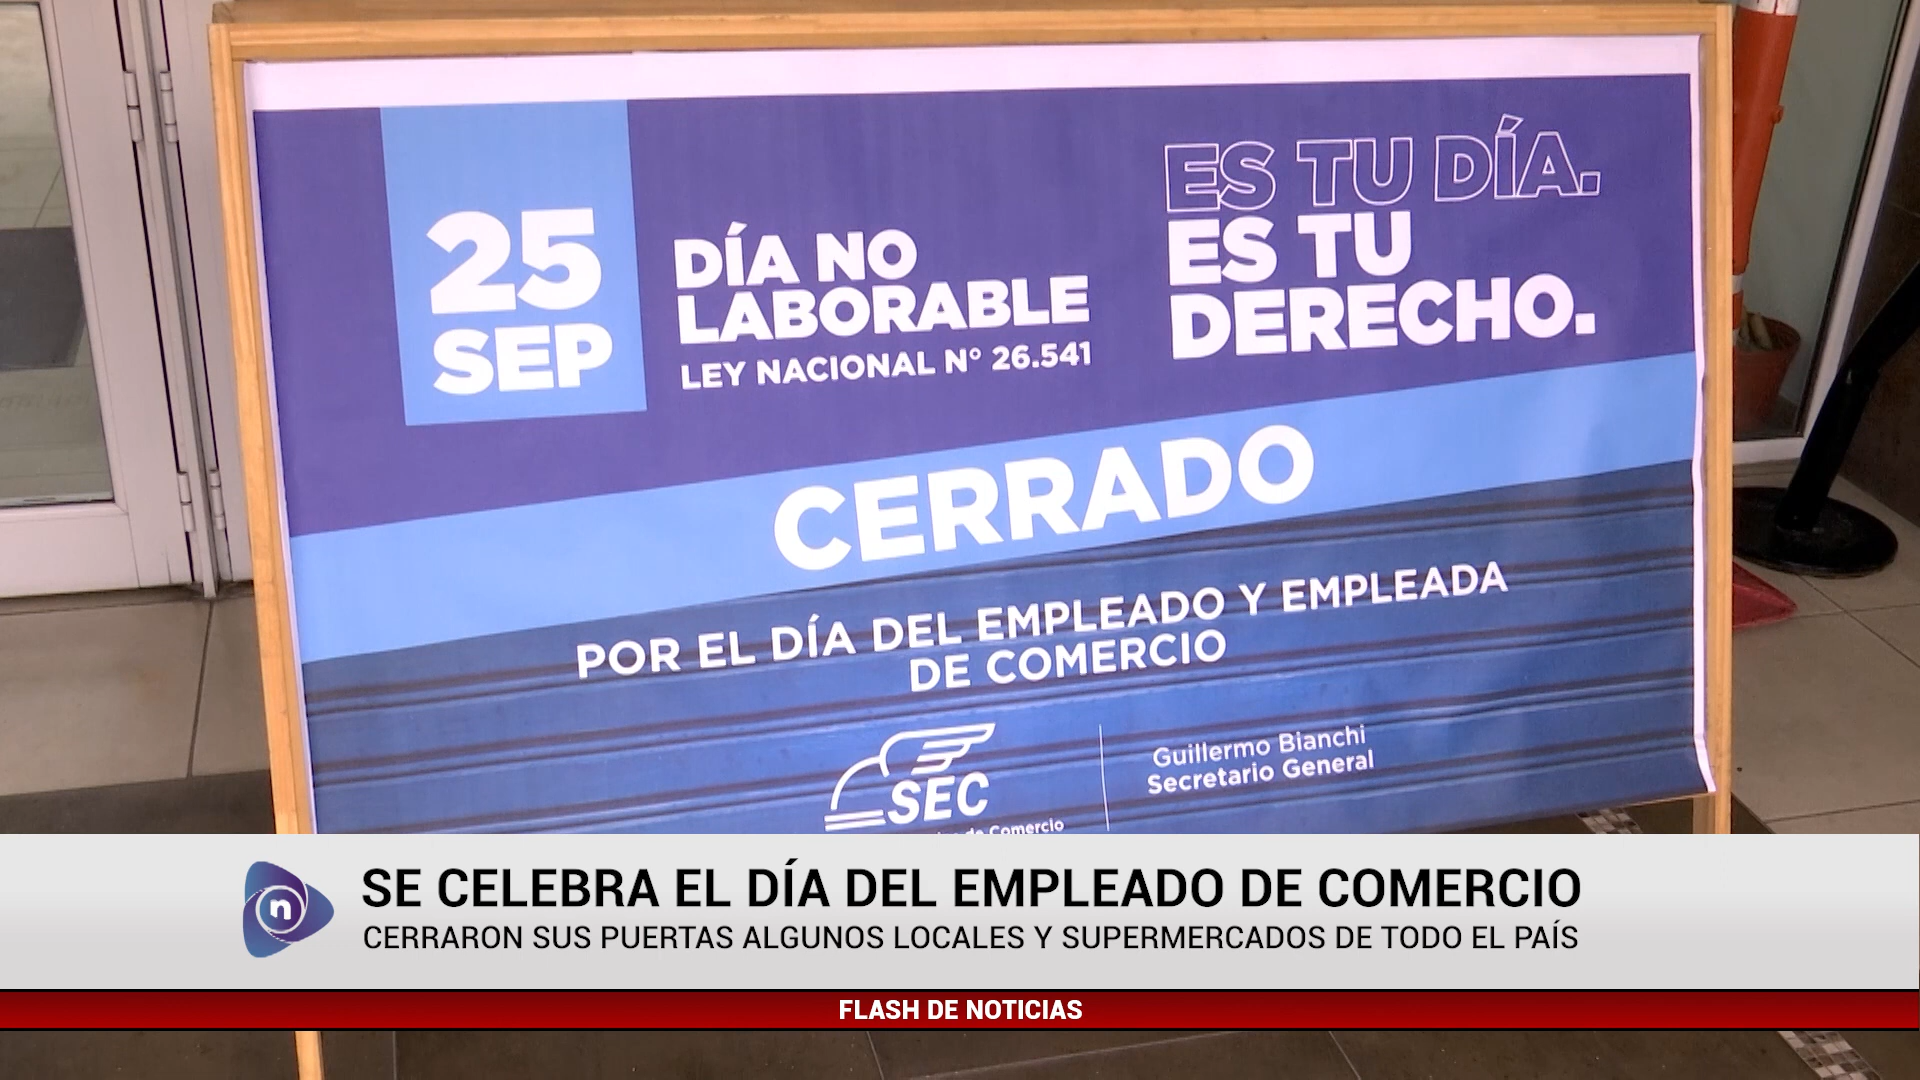 25
SEP
DÍA NO
LABORABLE
LEY NACIONAL N° 26.541
ES TU DÍA.
ES TU
DERECHO.
CERRADO
POR EL DÍA DEL EMPLEADO Y EMPLEADA
DE COMERCIO
SEC
de Comercio
Guillermo Bianchi
Secretario General
n
SE CELEBRA EL DÍA DEL EMPLEADO DE COMERCIO
CERRARON SUS PUERTAS ALGUNOS LOCALES Y SUPERMERCADOS DE TODO EL PAÍS
FLASH DE NOTICIAS